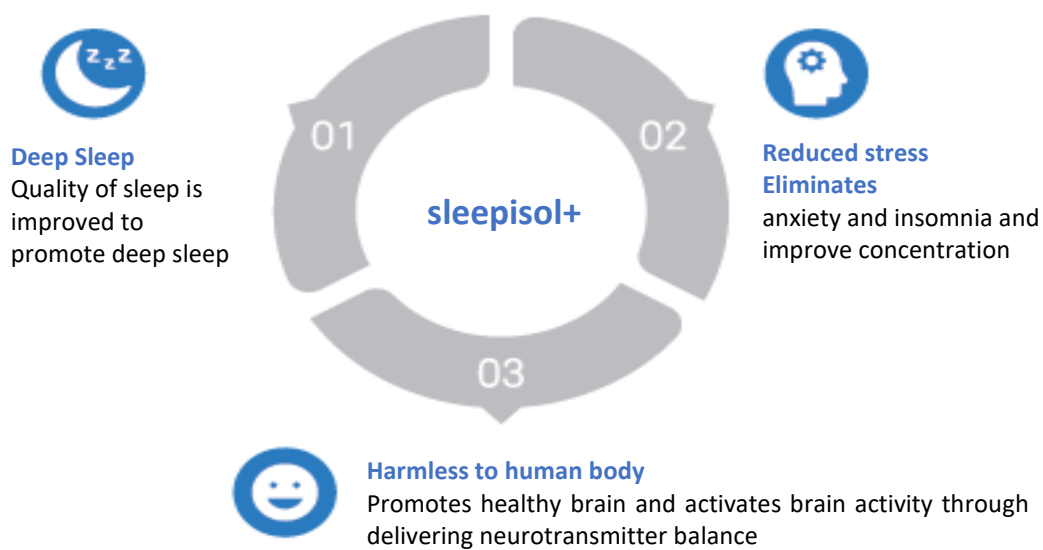 z z z
01
02
Deep Sleep
Quality of sleep is
improved to
promote deep sleep
sleepisol+
Reduced stress
Eliminates
anxiety and insomnia and
improve concentration
03
Harmless to human body
Promotes healthy brain and activates brain activity through
delivering neurotransmitter balance